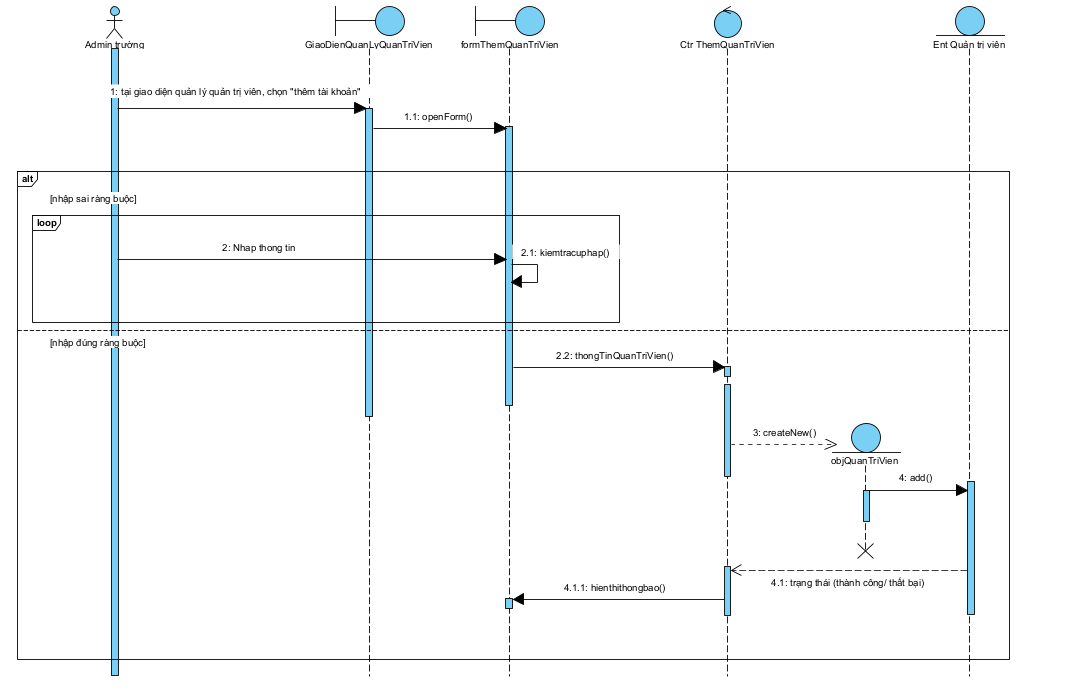 Admin trường
GiaoDienQuanLyQuanTriVien
formThemQuanTriVien
Ctr ThemQuanTriVien
Ent Quản trị viên
1: tại giao diện quản lý quản trị viên, chọn "thêm tài khoản"
1.1: openForm()
alt
[nhập sai ràng buộc]
loop
2: Nhap thong tin
2.1: kiemtracuphap()
[nhập đúng ràng buộc]
2.2: thongTinQuanTriVien()
3: createNew()
objQuanTriVien
4: add()
4.1: trạng thái (thành công/ thất bại)
4.1.1: hienthithongbao()